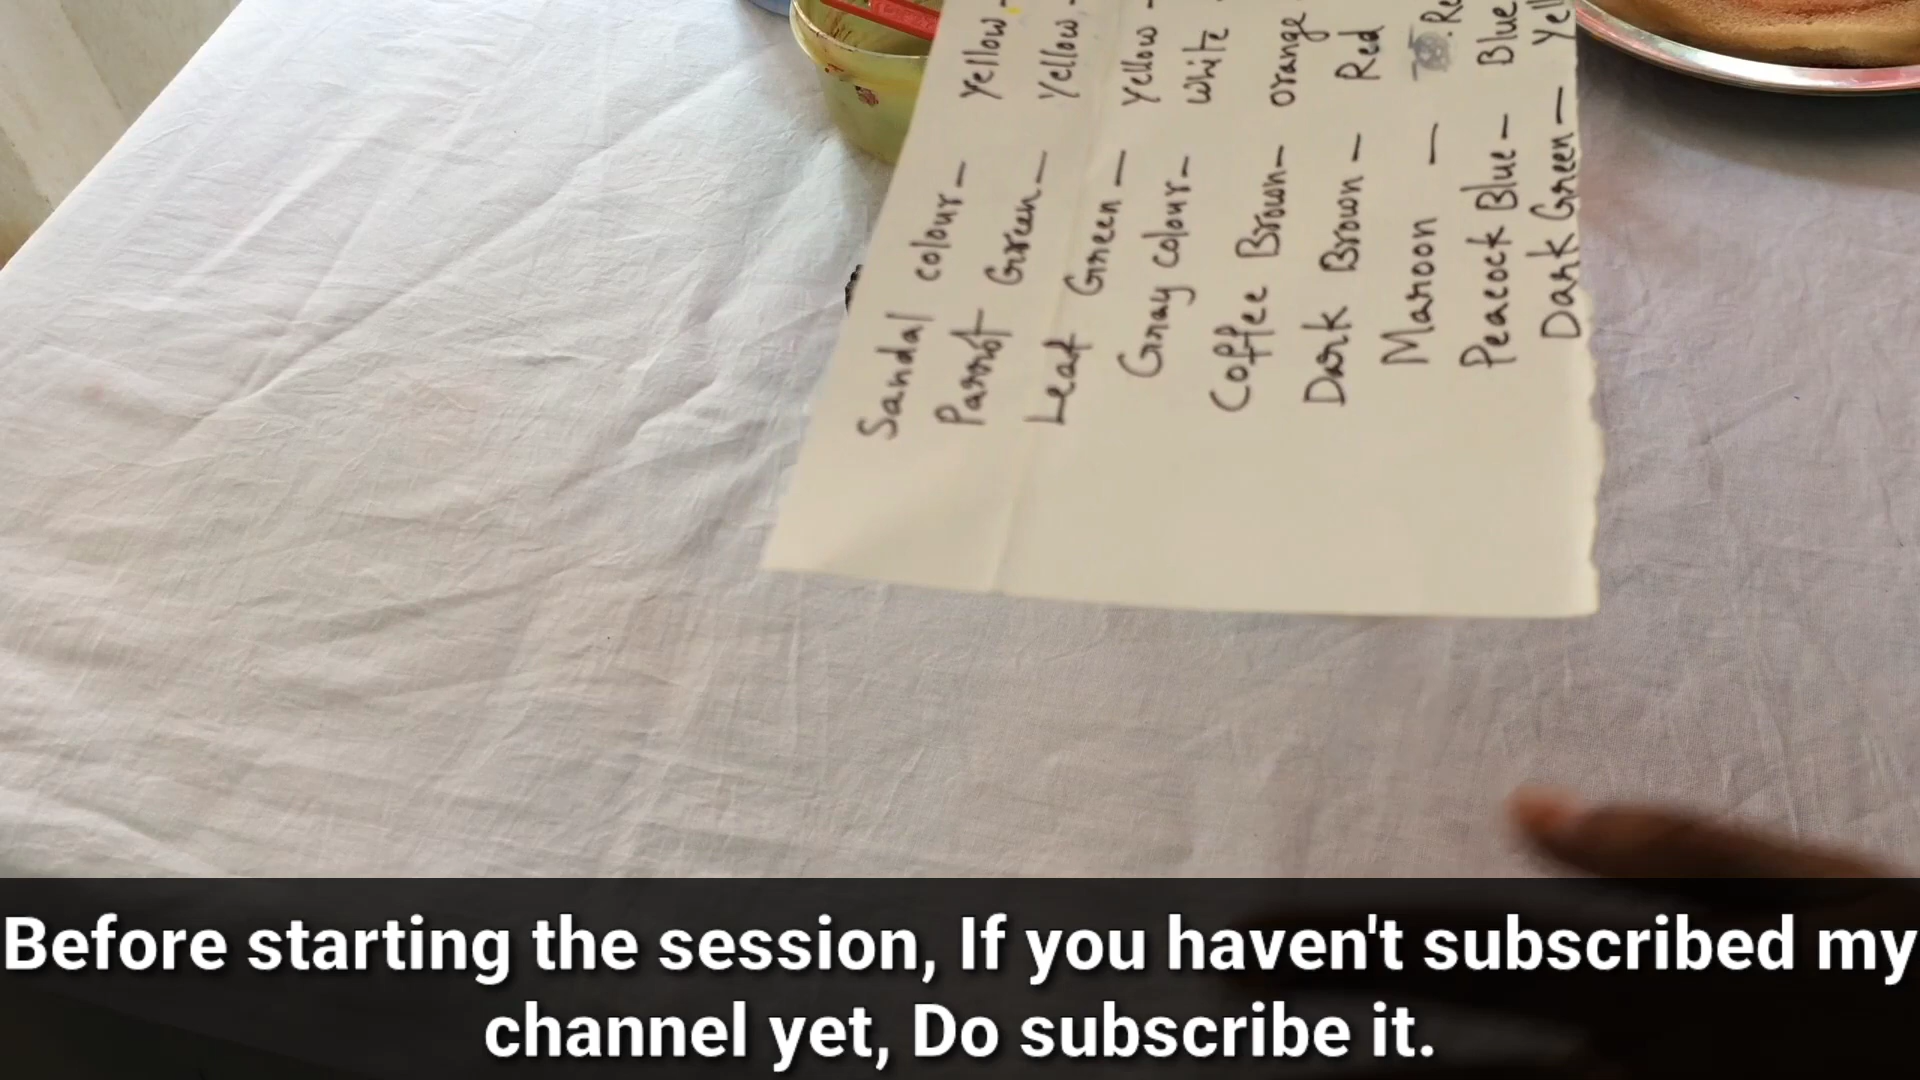 Sandal colour - Yellow -
Parrot Green - Yellow -
Leaf Green - Yellow -
Gray colour - White -
Coffee Brown - Orange -
Dark Brown - Red
Maroon -
Peacock Blue - Blue
Dark Green -
Before starting the session, If you haven't subscribed my
channel yet, Do subscribe it.